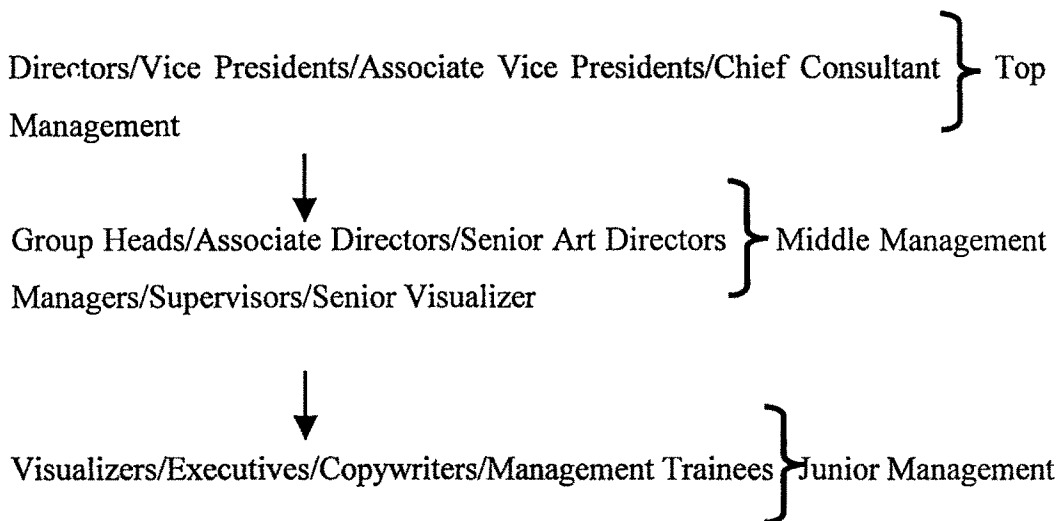 Directors/Vice Presidents/Associate Vice Presidents/Chief Consultant } Top
Management
Group Heads/Associate Directors/Senior Art Directors } Middle Management
Managers/Supervisors/Senior Visualizer
Visualizers/Executives/Copywriters/Management Trainees } Junior Management